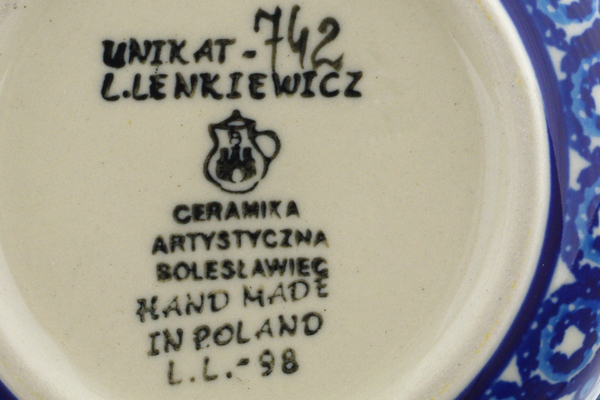 UNIKAT - 742
L.LENKIEWICZ
CERAMIKA
ARTYSTYCZNA
BOLESŁAWIEC
HAND MADE
IN POLAND
L.L.-98